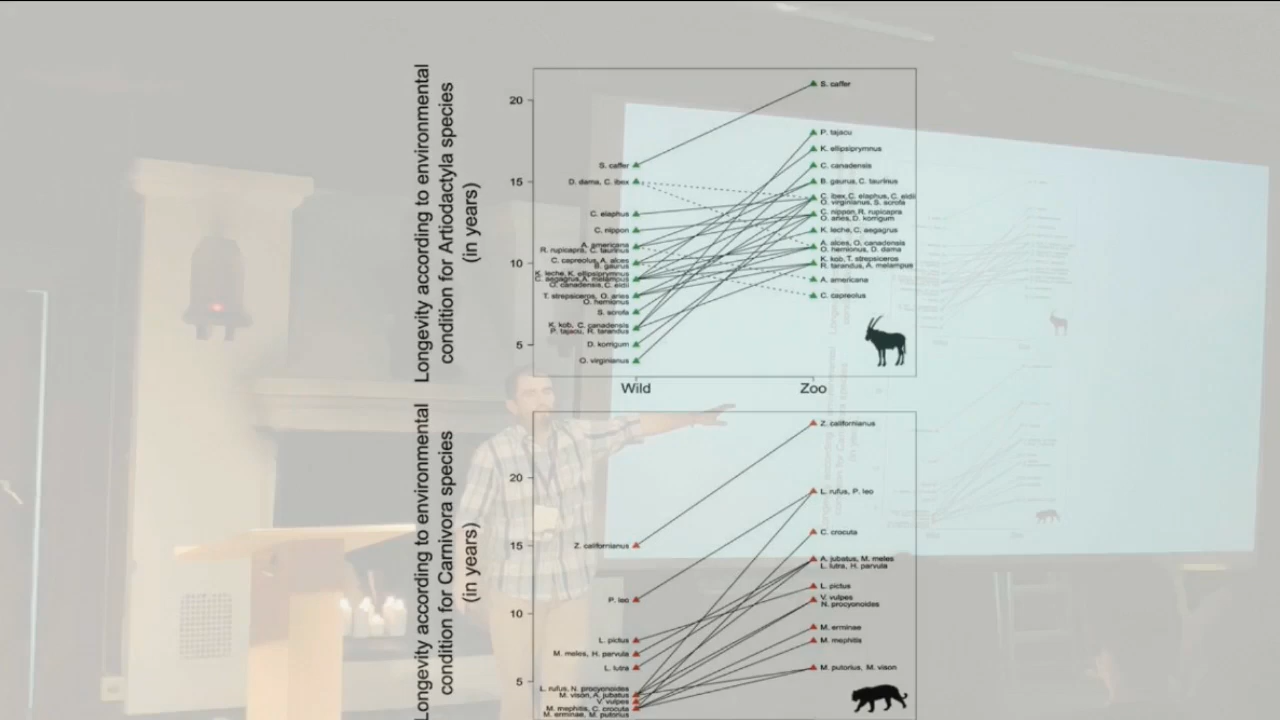 Longevity according to environmental
condition for Artiodactyla species
(in years)
20
15
10
5
S. caffer
D. dama, C. ibex
C. elaphus
C. nippon
A. americana
R. rupicapra, C. taurinus
C. capreolus, A. alces
B. gaurus
K. leche, K. ellipsiprymnus
C. aegagrus, A. melampus
O. canadensis, C. eldii
T. strepsiceros, O. aries
O. hemionus
S. scrofa
K. kob, C. canadensis
P. tajacu, R. tarandus
D. korrigum
O. virginianus
S. caffer
P. tajacu
K. ellipsiprymnus
C. canadensis
B. gaurus, C. taurinus
C. ibex, C. elaphus, C. eldii
O. virginianus, S. scrofa
C. nippon, R. rupicapra
O. aries, D. korrigum
K. leche, C. aegagrus
A. alces, O. canadensis
O. hemionus, D. dama
K. kob, T. strepsiceros
R. tarandus, A. melampus
A. americana
C. capreolus
Wild
Zoo
Longevity according to environmental
condition for Carnivora species
(in years)
20
15
10
5
Z. californianus
P. leo
L. pictus
M. meles, H. parvula
L. lutra
L. rufus, N. procyonoides
M. vison, A. jubatus
V. vulpes
M. mephitis, C. crocuta
M. erminae, M. putorius
Z. californianus
L. rufus, P. leo
C. crocuta
A. jubatus, M. meles
L. lutra, H. parvula
L. pictus
V. vulpes
N. procyonoides
M. erminae
M. mephitis
M. putorius, M. vison